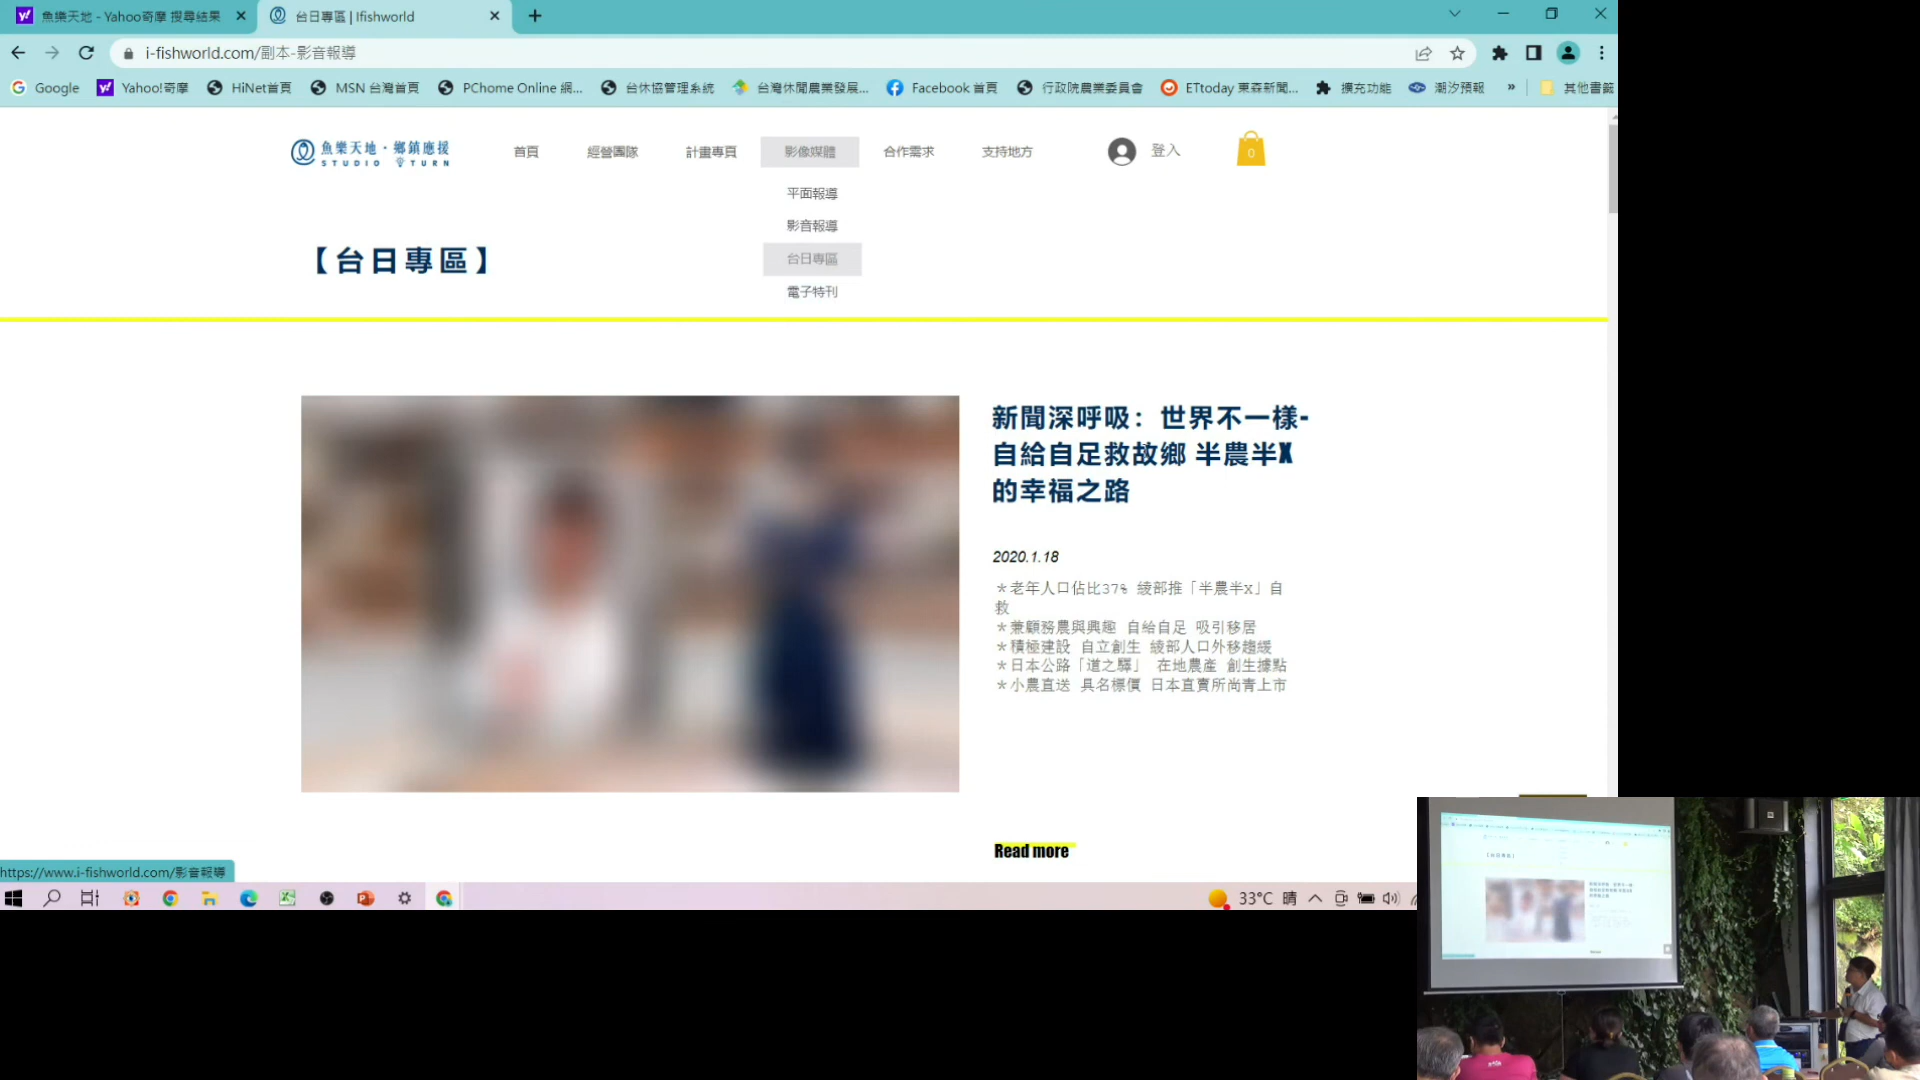 魚樂天地 - Yahoo奇摩 搜尋結果
台日專區 | Ifishworld
i-fishworld.com/副本-影音報導
Google
Yahoo!奇摩
HiNet首頁
MSN 台灣首頁
PChome Online 網...
台休協管理系統
台灣休閒農業發展...
Facebook 首頁
行政院農業委員會
ETtoday 東森新聞...
擴充功能
潮汐預報
»
其他書籤
魚樂天地・鄉鎮應援
STUDIO TURN
首頁
經營團隊
計畫專頁
影像媒體
合作需求
支持地方
登入
0
平面報導
影音報導
台日專區
電子特刊
【台日專區】
新聞深呼吸：世界不一樣-
自給自足救故鄉 半農半X
的幸福之路
2020.1.18
＊老年人口佔比37% 綾部推「半農半X」自
救
＊兼顧務農與興趣 自給自足 吸引移居
＊積極建設 自立創生 綾部人口外移趨緩
＊日本公路「道之驛」 在地農產 創生據點
＊小農直送 具名標價 日本直賣所尚青上市
Read more
https://www.i-fishworld.com/影音報導
33°C 晴